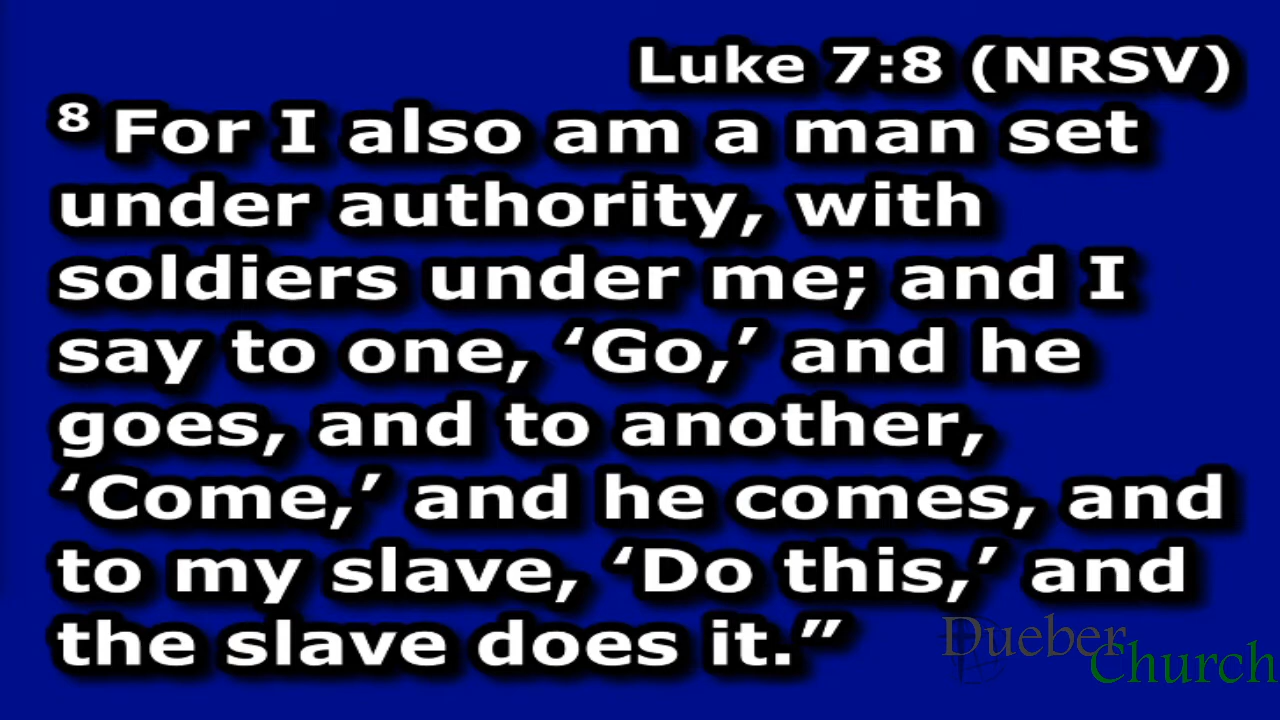 Luke 7:8 (NRSV)
8 For I also am a man set
under authority, with
soldiers under me; and I
say to one, ‘Go,’ and he
goes, and to another,
‘Come,’ and he comes, and
to my slave, ‘Do this,’ and
the slave does it.”
Dueber
Church